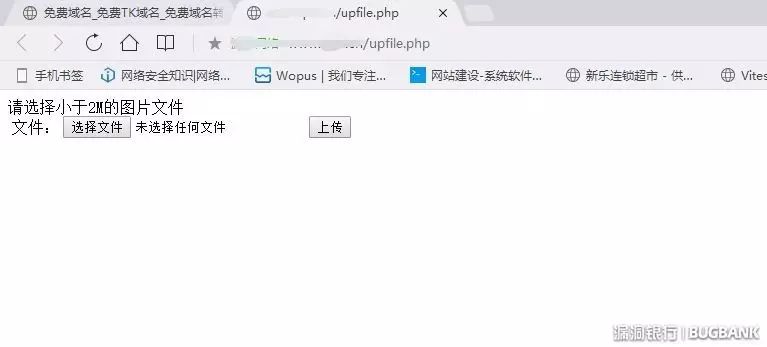 免费域名_免费TK域名_免费域名转
/upfile.php
/upfile.php
手机书签 网络安全知识|网络... Wopus | 我们专注... 网站建设-系统软件... 新乐连锁超市 - 供... Vites
请选择小于2M的图片文件
文件： 选择文件 未选择任何文件 上传
漏洞银行 | BUGBANK